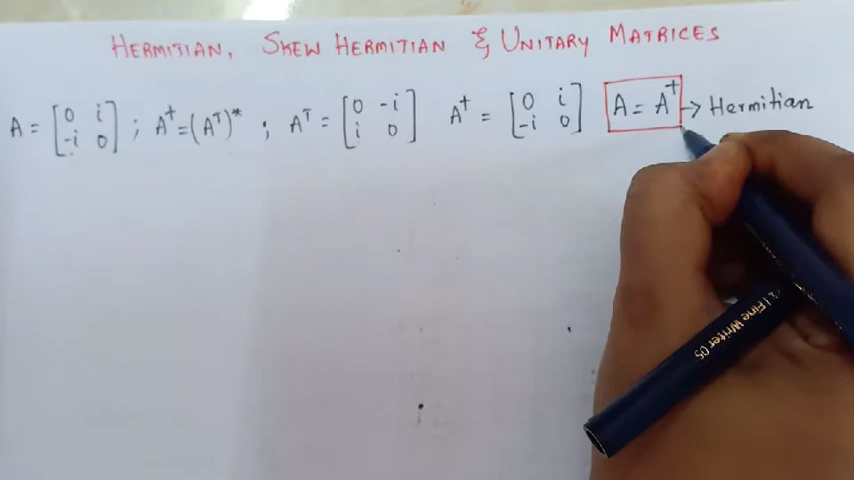 HERMITIAN, SKEW HERMITIAN & UNITARY MATRICES
A = [0 i; -i 0] ; A† = (Aᵀ)* ; Aᵀ = [0 -i; i 0] A† = [0 i; -i 0] A = A† → Hermitian
Fine Writer 05